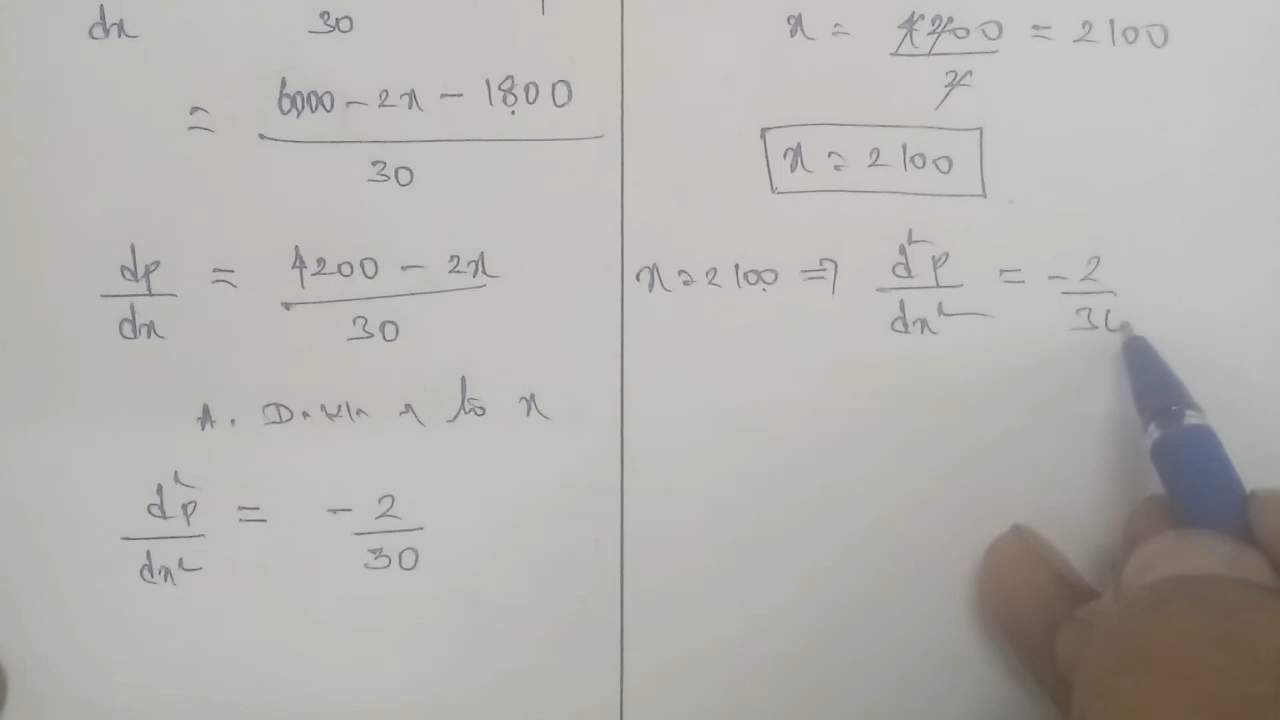 dx 30
= 6000 - 2x - 1800 / 30
dp/dx = 4200 - 2x / 30
A. to x
d²p/dx² = - 2/30
x = 4200/2 = 2100
x = 2100
x = 2100 ⇒ d²p/dx² = - 2/30